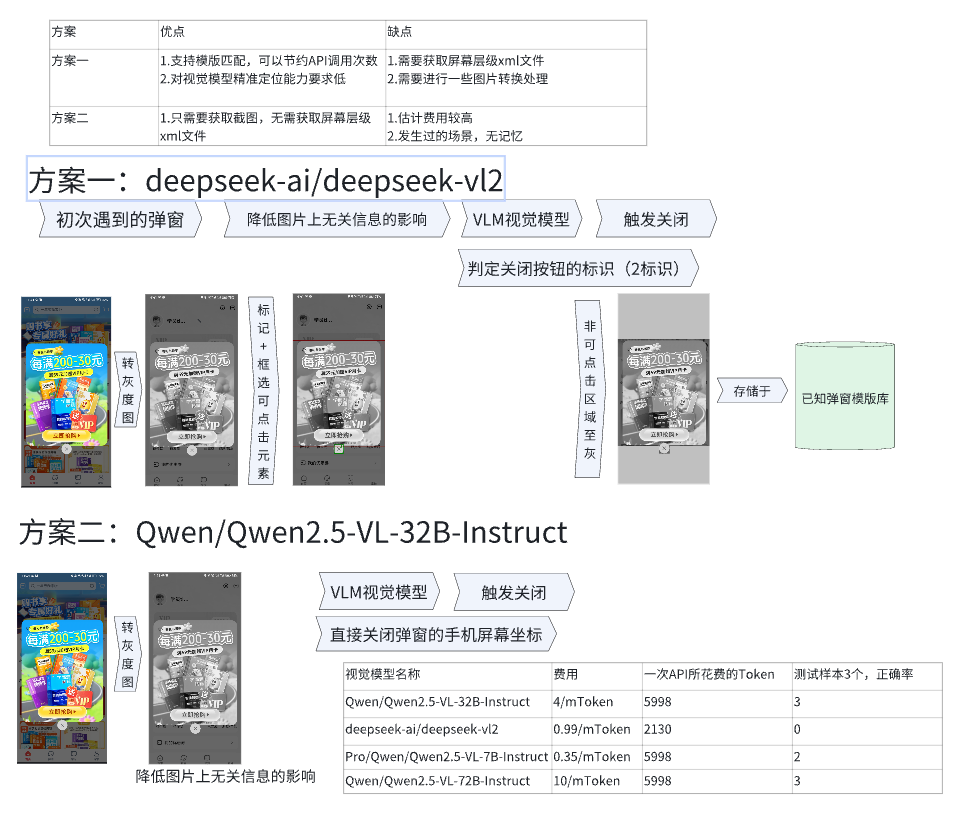 方案 优点 缺点
方案一 1.支持模版匹配，可以节约API调用次数 1.需要获取屏幕层级xml文件
2.对视觉模型精准定位能力要求低 2.需要进行一些图片转换处理
方案二 1.只需要获取截图，无需获取屏幕层级 1.估计费用较高
xml文件 2.发生过的场景，无记忆
方案一：deepseek-ai/deepseek-vl2
初次遇到的弹窗 降低图片上无关信息的影响 VLM视觉模型 触发关闭
判定关闭按钮的标识（2标识）
每满200-30元
立即抢购
转灰度图
每满200-30元
立即抢购
标记+框选可点击元素
每满200-30元
立即抢购
非可点击区域至灰
每满200-30元
立即抢购
存储于
已知弹窗模版库
方案二：Qwen/Qwen2.5-VL-32B-Instruct
每满200-30元
立即抢购
转灰度图
每满200-30元
立即抢购
降低图片上无关信息的影响
VLM视觉模型 触发关闭
直接关闭弹窗的手机屏幕坐标
视觉模型名称 费用 一次API所花费的Token 测试样本3个，正确率
Qwen/Qwen2.5-VL-32B-Instruct 4/mToken 5998 3
deepseek-ai/deepseek-vl2 0.99/mToken 2130 0
Pro/Qwen/Qwen2.5-VL-7B-Instruct 0.35/mToken 5998 2
Qwen/Qwen2.5-VL-72B-Instruct 10/mToken 5998 3